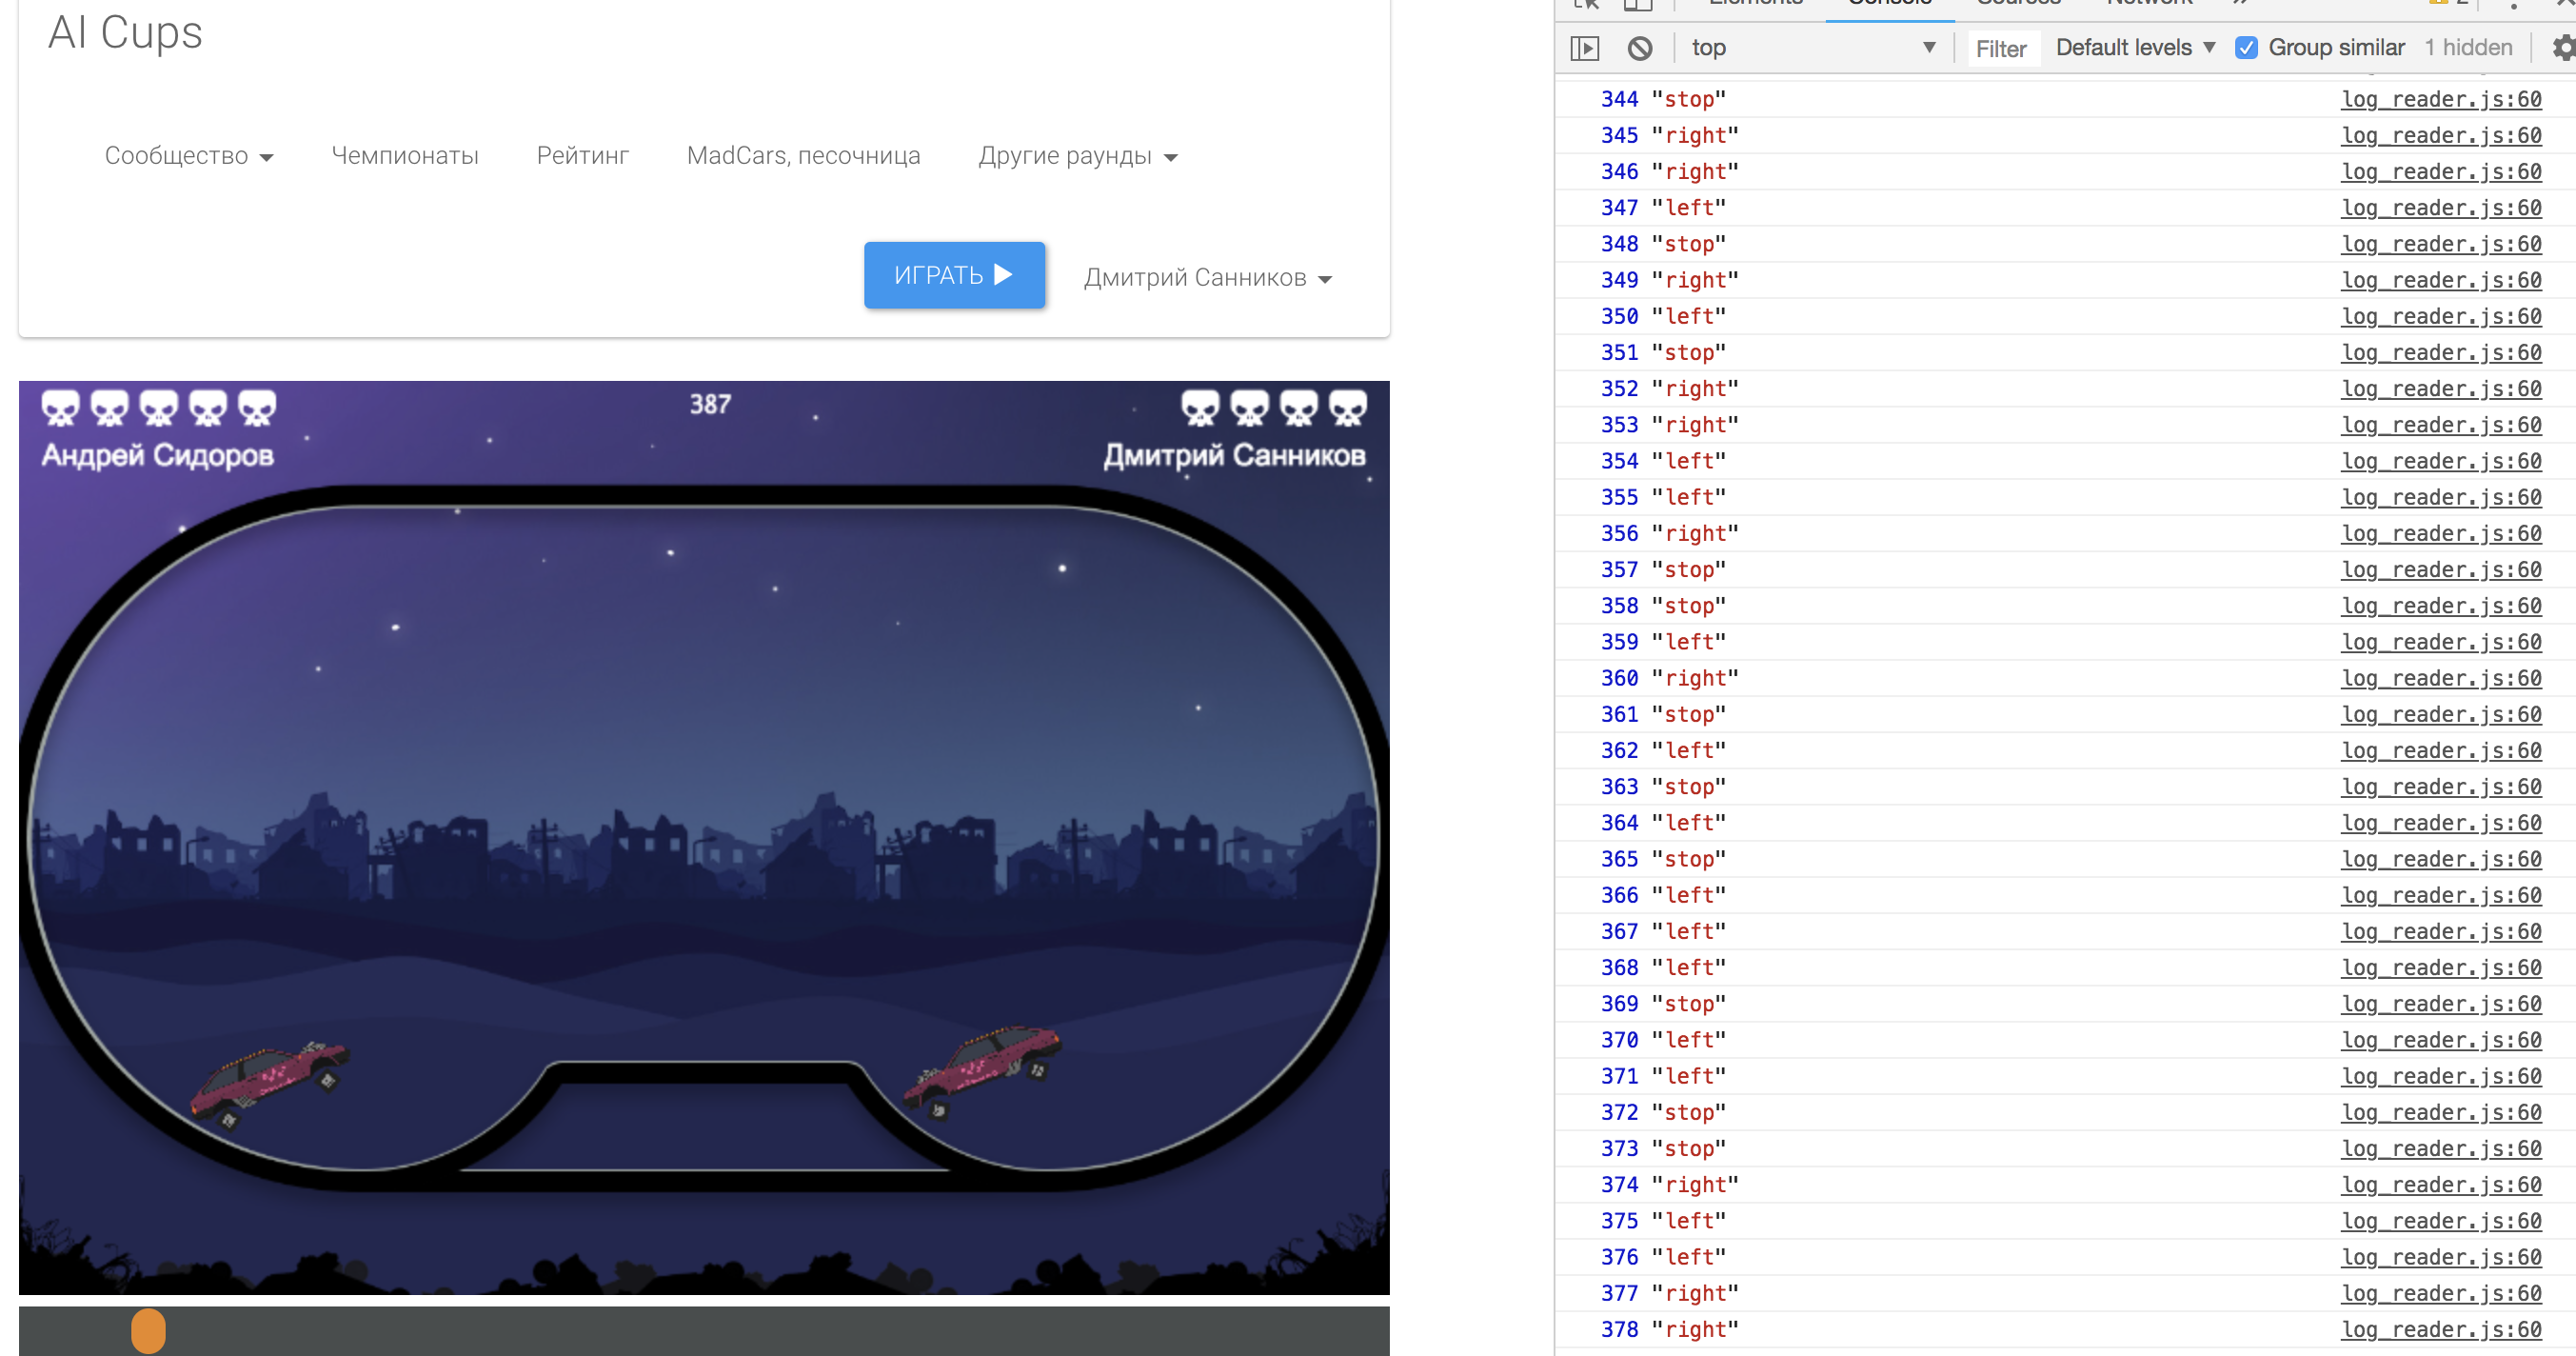 AI Cups
Сообщество
Чемпионаты
Рейтинг
MadCars, песочница
Другие раунды
ИГРАТЬ
Дмитрий Санников
387
Андрей Сидоров
Дмитрий Санников
Elements Console Sources Network » 2
top Filter Default levels Group similar 1 hidden
344 "stop" log_reader.js:60
345 "right" log_reader.js:60
346 "right" log_reader.js:60
347 "left" log_reader.js:60
348 "stop" log_reader.js:60
349 "right" log_reader.js:60
350 "left" log_reader.js:60
351 "stop" log_reader.js:60
352 "right" log_reader.js:60
353 "right" log_reader.js:60
354 "left" log_reader.js:60
355 "left" log_reader.js:60
356 "right" log_reader.js:60
357 "stop" log_reader.js:60
358 "stop" log_reader.js:60
359 "left" log_reader.js:60
360 "right" log_reader.js:60
361 "stop" log_reader.js:60
362 "left" log_reader.js:60
363 "stop" log_reader.js:60
364 "left" log_reader.js:60
365 "stop" log_reader.js:60
366 "left" log_reader.js:60
367 "left" log_reader.js:60
368 "left" log_reader.js:60
369 "stop" log_reader.js:60
370 "left" log_reader.js:60
371 "left" log_reader.js:60
372 "stop" log_reader.js:60
373 "stop" log_reader.js:60
374 "right" log_reader.js:60
375 "left" log_reader.js:60
376 "left" log_reader.js:60
377 "right" log_reader.js:60
378 "right" log_reader.js:60